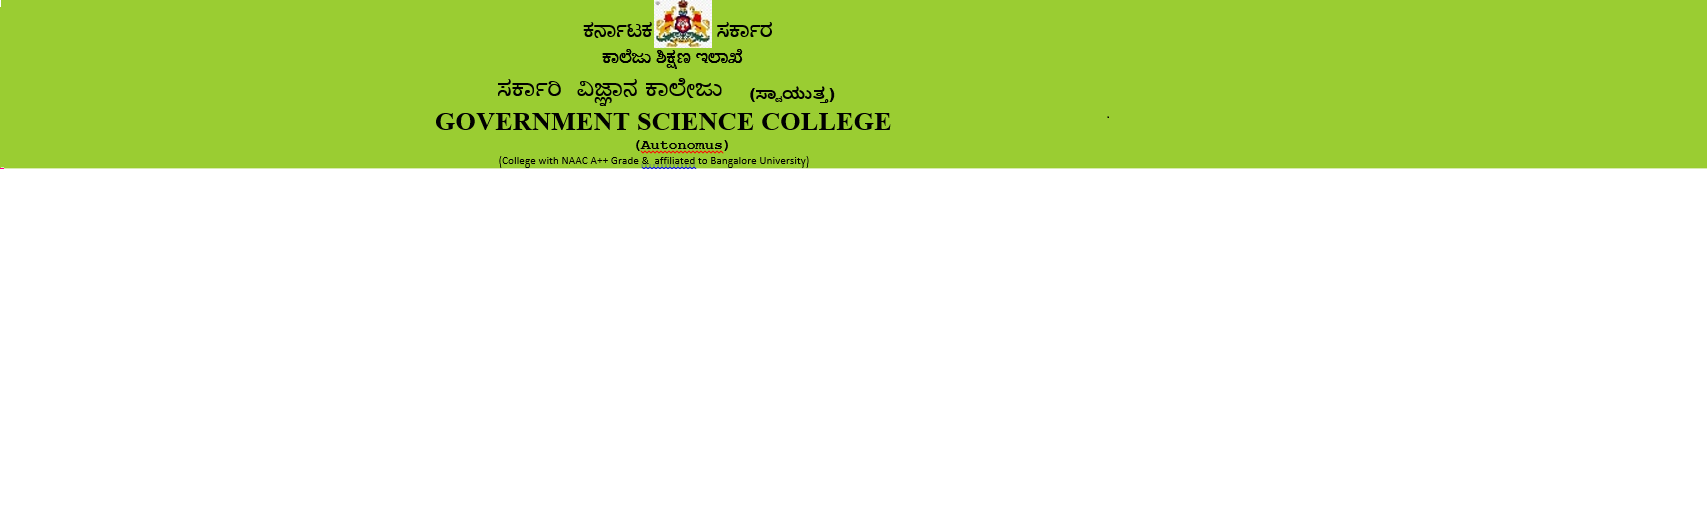 ಕರ್ನಾಟಕ ಸರ್ಕಾರ
ಕಾಲೆಜು ಶಿಕ್ಷಣ ಇಲಾಖೆ
ಸರ್ಕಾರಿ ವಿಜ್ಞಾನ ಕಾಲೇಜು (ಸ್ವಾಯುತ್ತ)
GOVERNMENT SCIENCE COLLEGE
(Autonomus)
(College with NAAC A++ Grade & affiliated to Bangalore University)